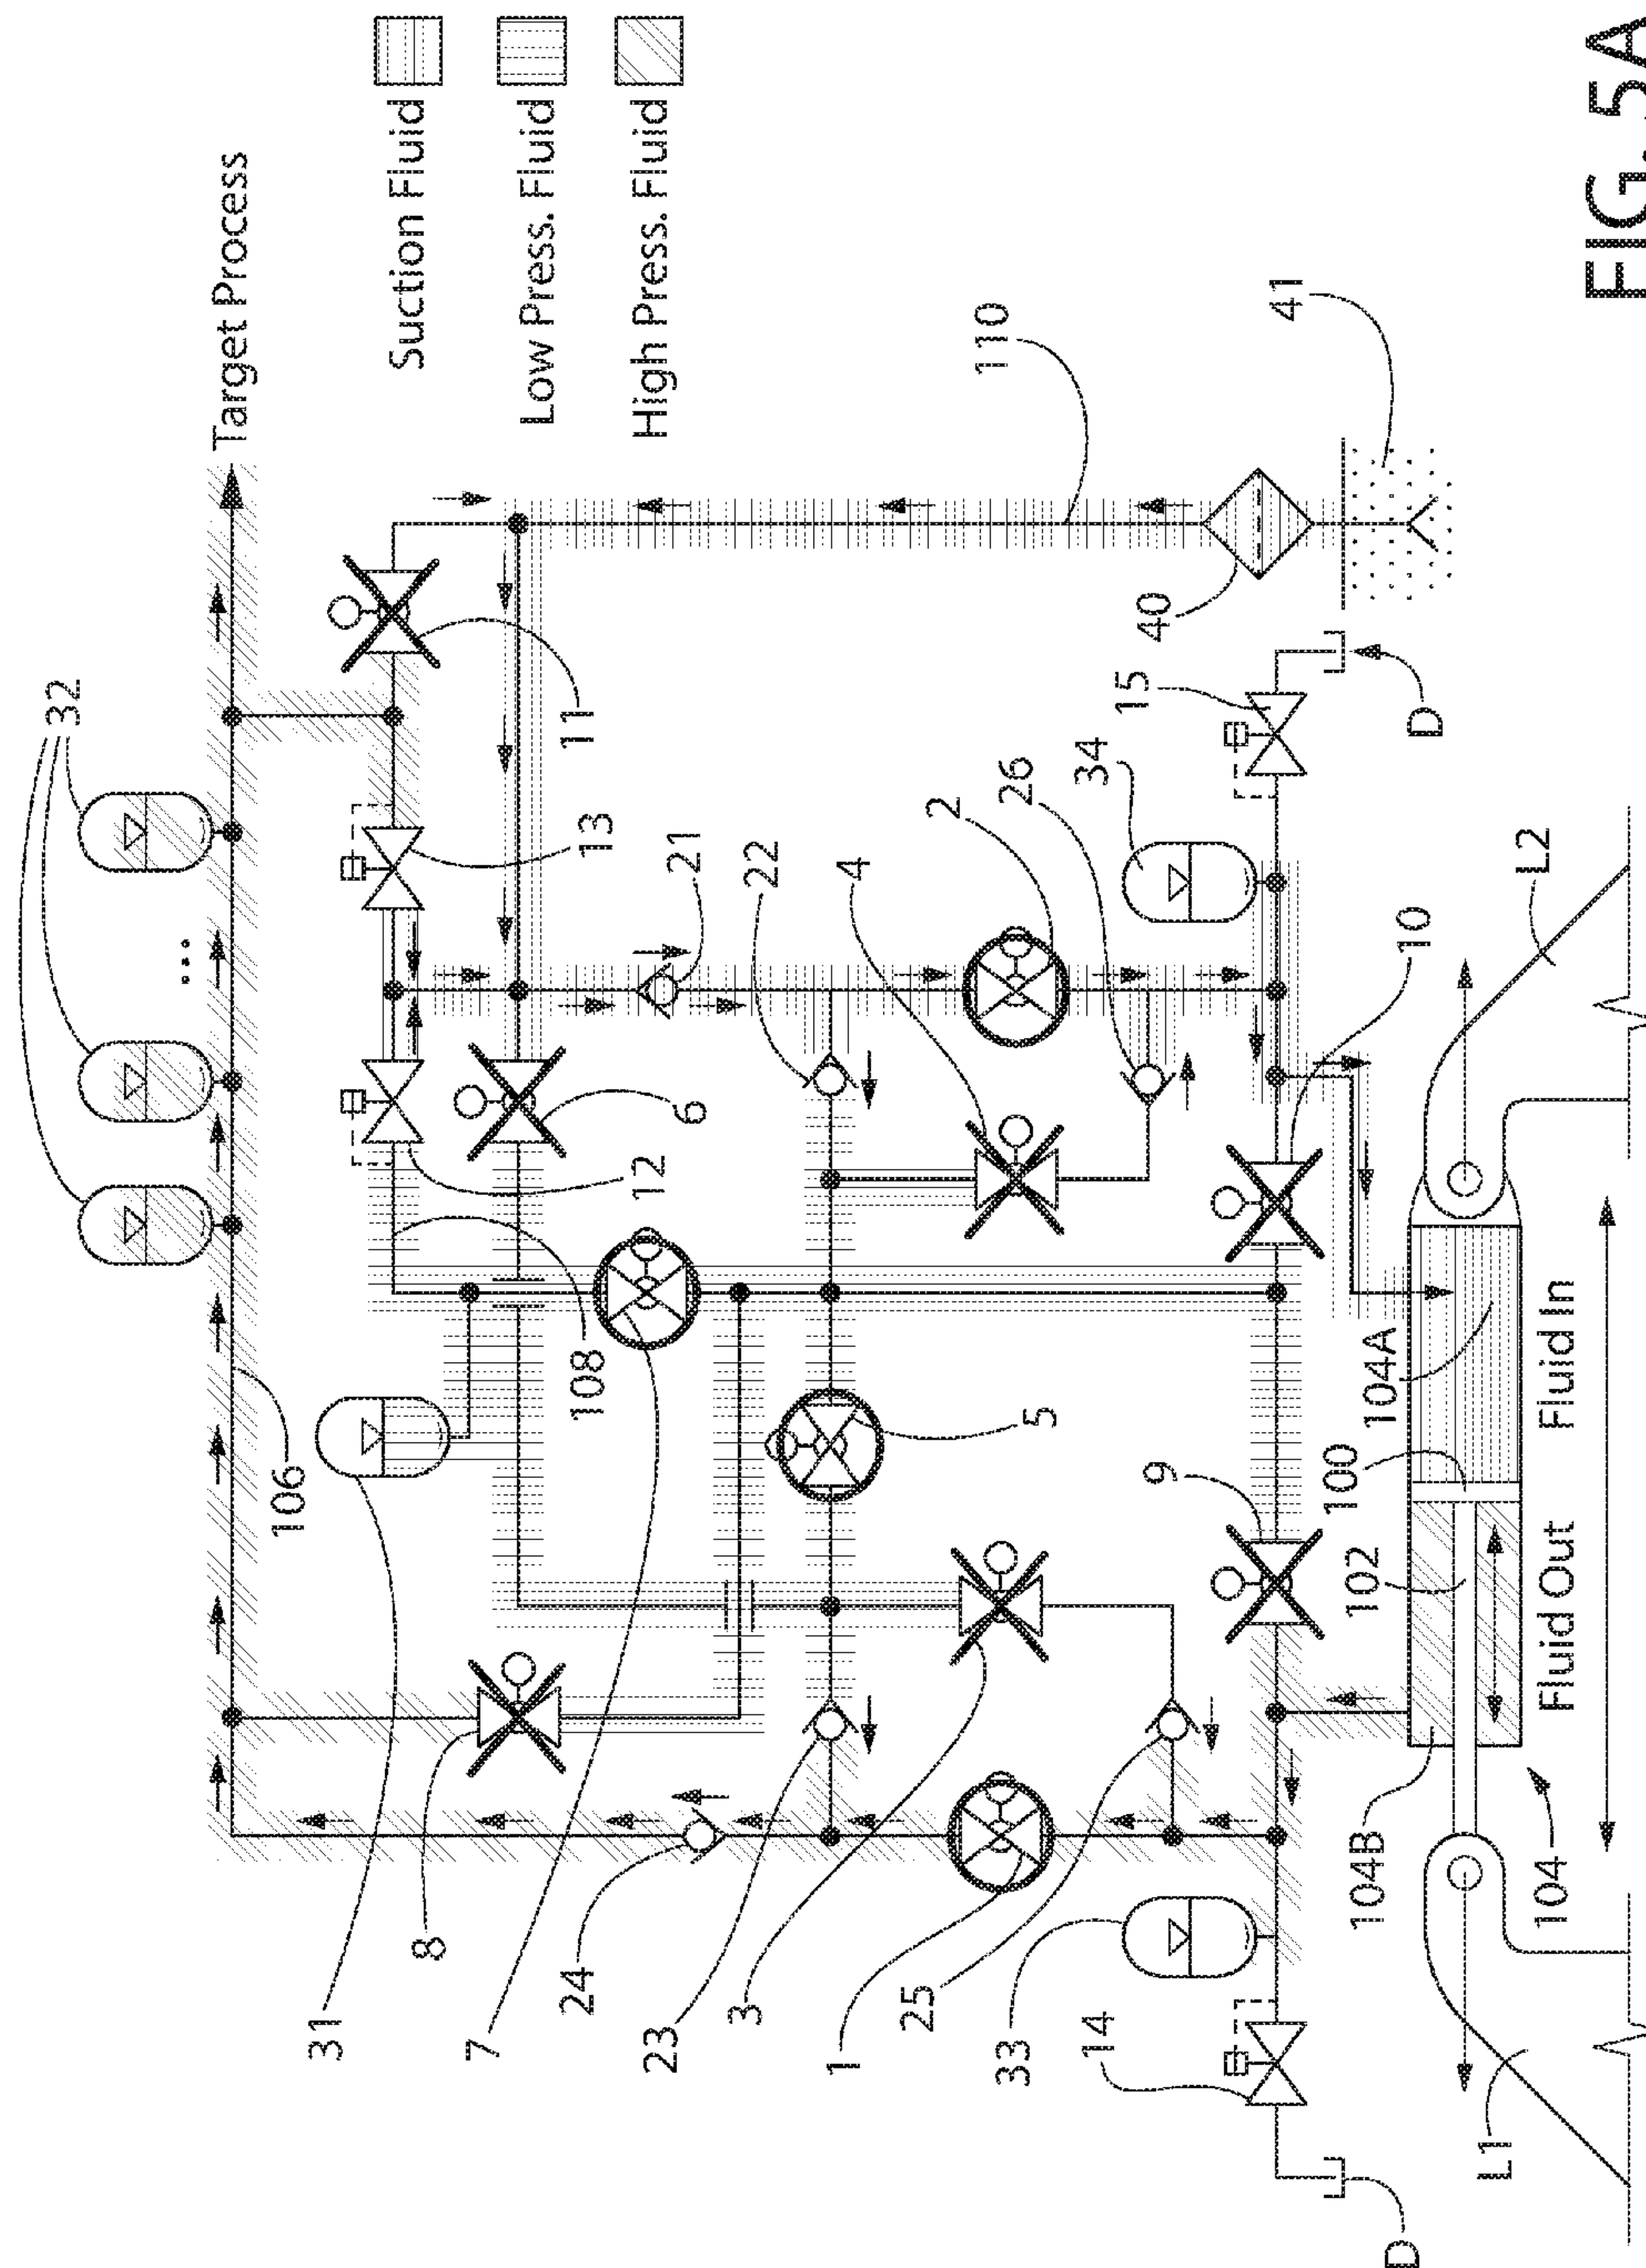 32
...
Target Process
Suction Fluid
Low Press. Fluid
High Press. Fluid
106
31
108
12
13
11
6
21
8
7
22
110
24
5
4
2
23
26
3
34
9
10
1
15
40
41
25
33
14
D
D
104B
102
100
104A
104
Fluid Out
Fluid In
L1
L2
FIG. 5A